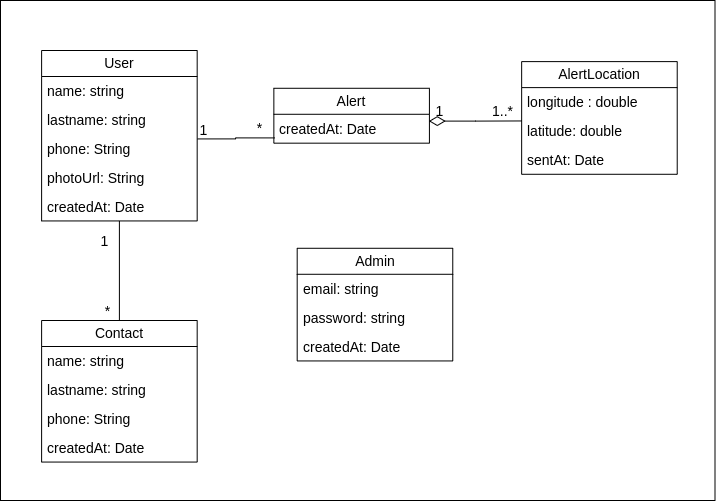 User
name: string
lastname: string
phone: String
photoUrl: String
createdAt: Date
1
*
Alert
createdAt: Date
1
1..*
AlertLocation
longitude : double
latitude: double
sentAt: Date
1
*
Contact
name: string
lastname: string
phone: String
createdAt: Date
Admin
email: string
password: string
createdAt: Date